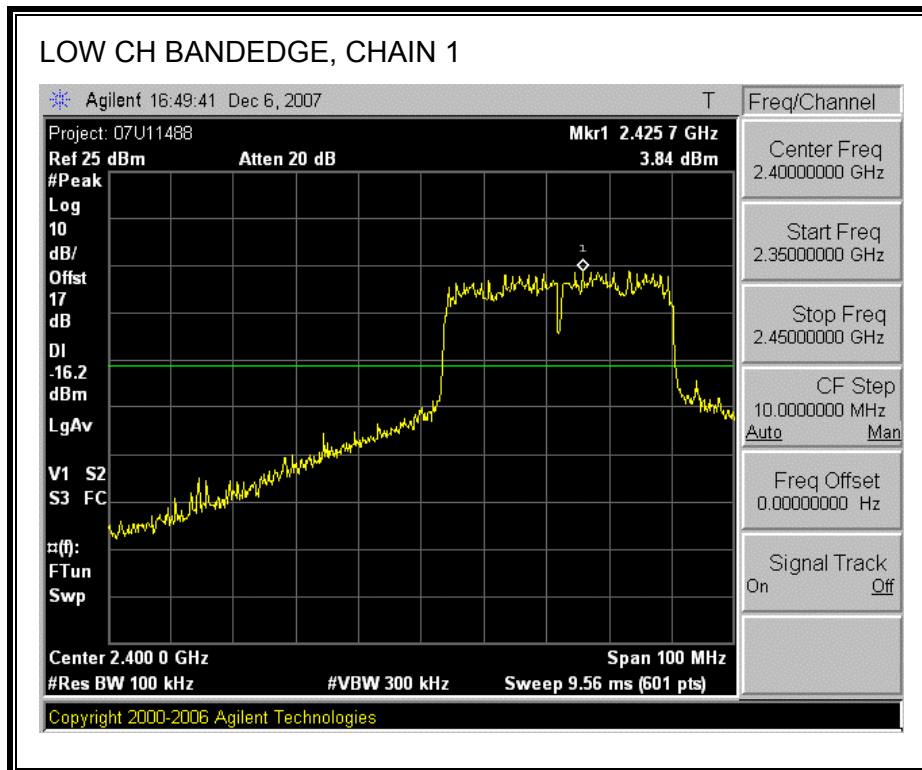 LOW CH BANDEDGE, CHAIN 1
Agilent 16:49:41 Dec 6, 2007 T
Freq/Channel
Project: 07U11488 Mkr1 2.425 7 GHz
Ref 25 dBm Atten 20 dB 3.84 dBm
#Peak
Log
10
dB/
Offst
17
dB
DI
-16.2
dBm
LgAv
V1 S2
S3 FC
¤(f):
FTun
Swp
1
Center 2.400 0 GHz Span 100 MHz
#Res BW 100 kHz #VBW 300 kHz Sweep 9.56 ms (601 pts)
Copyright 2000-2006 Agilent Technologies
Center Freq
2.40000000 GHz
Start Freq
2.35000000 GHz
Stop Freq
2.45000000 GHz
CF Step
10.0000000 MHz
Auto Man
Freq Offset
0.00000000 Hz
Signal Track
On Off